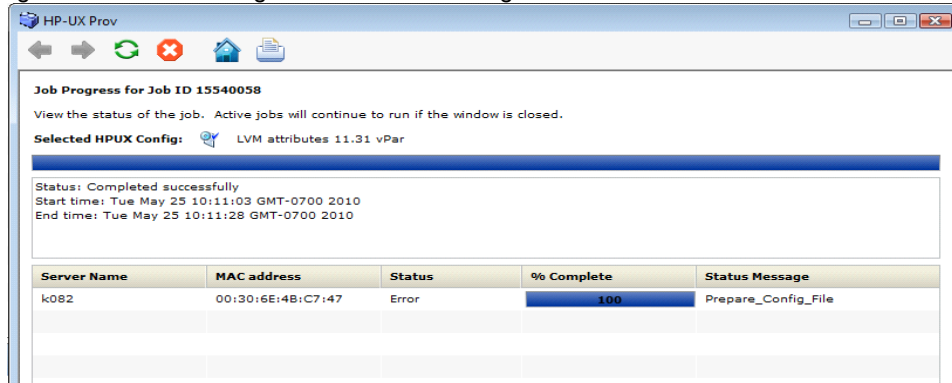 HP-UX Prov
Job Progress for Job ID 15540058
View the status of the job. Active jobs will continue to run if the window is closed.
Selected HPUX Config: LVM attributes 11.31 vPar
Status: Completed successfully
Start time: Tue May 25 10:11:03 GMT-0700 2010
End time: Tue May 25 10:11:28 GMT-0700 2010
Server Name MAC address Status % Complete Status Message
k082 00:30:6E:4B:C7:47 Error 100 Prepare_Config_File